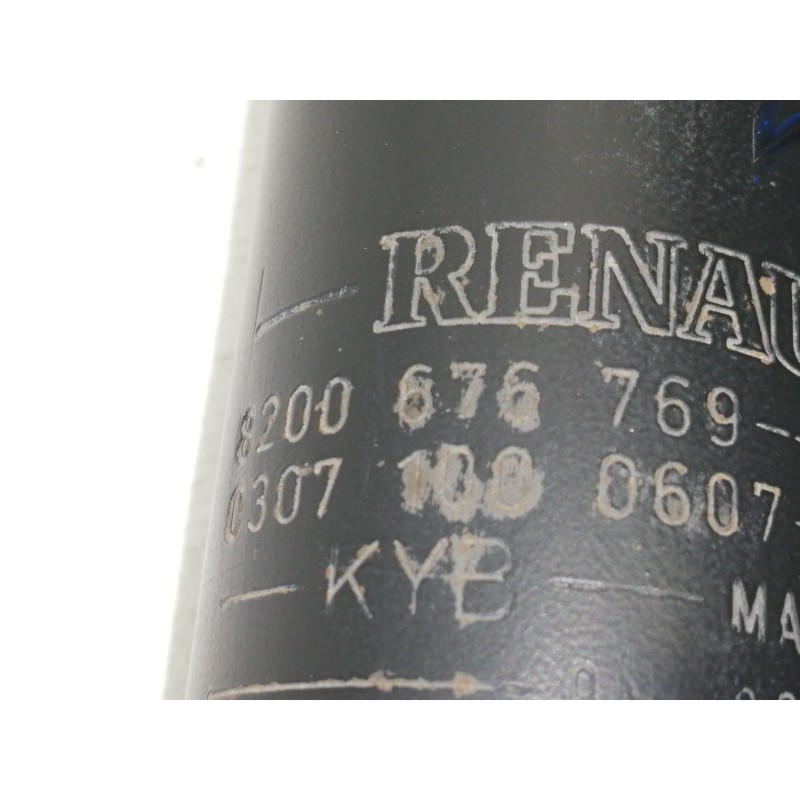 RENAU
8200 676 769-
0307 100 0607-
KYB
MA